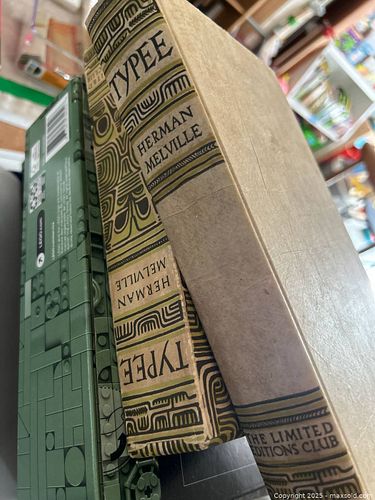 TYPEE
HERMAN
MELVILLE
THE LIMITED
EDITIONS CLUB
HERMAN
MELVILLE
TYPEE
Copyright 2025 - maxsold.com